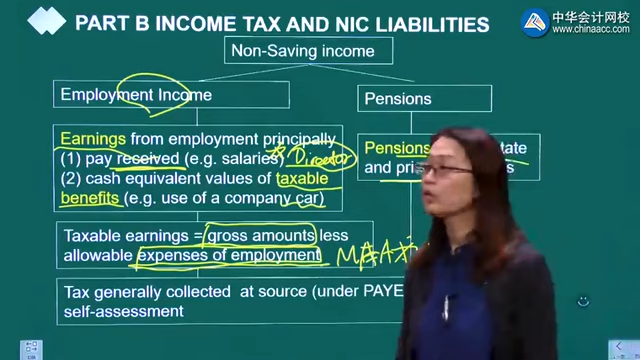 PART B INCOME TAX AND NIC LIABILITIES
中华会计网校
www.chinaacc.com
Non-Saving income
Employment Income
Pensions
Earnings from employment principally
(1) pay received (e.g. salaries) Director
(2) cash equivalent values of taxable
benefits (e.g. use of a company car)
Pensions
and
Taxable earnings = gross amounts less
allowable expenses of employment
Tax generally collected at source (under PAYE
self-assessment